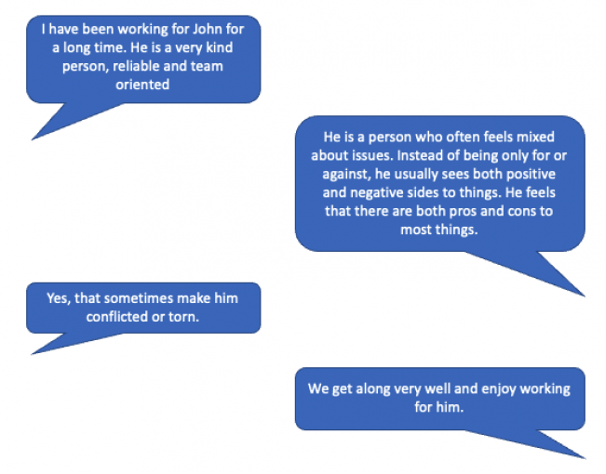 I have been working for John for
a long time. He is a very kind
person, reliable and team
oriented
He is a person who often feels mixed
about issues. Instead of being only for or
against, he usually sees both positive
and negative sides to things. He feels
that there are both pros and cons to
most things.
Yes, that sometimes make him
conflicted or torn.
We get along very well and enjoy working
for him.